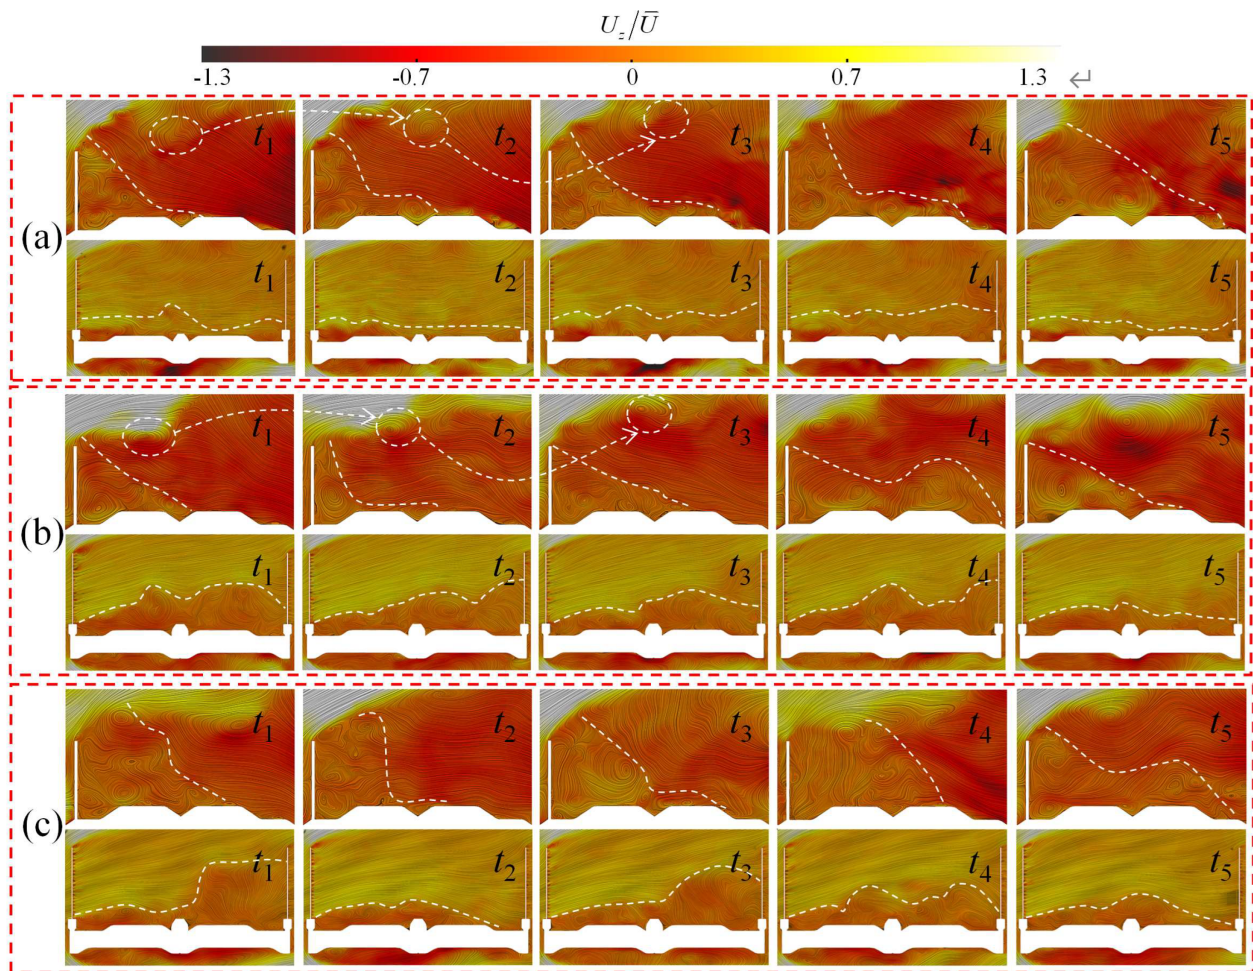 U_z/Ū
-1.3 -0.7 0 0.7 1.3 ↵
t₁ t₂ t₃ t₄ t₅
(a)
t₁ t₂ t₃ t₄ t₅
t₁ t₂ t₃ t₄ t₅
(b)
t₁ t₂ t₃ t₄ t₅
t₁ t₂ t₃ t₄ t₅
(c)
t₁ t₂ t₃ t₄ t₅